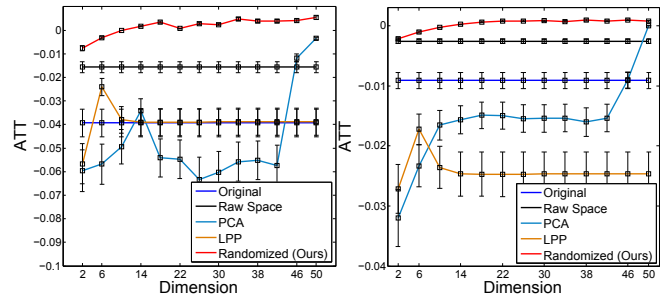 0
−0.01
−0.02
−0.03
−0.04
−0.05
−0.06
−0.07
−0.08
−0.09
−0.1
ATT
2 6 14 22 30 38 46 50
Dimension
Original
Raw Space
PCA
LPP
Randomized (Ours)
0
−0.01
−0.02
−0.03
−0.04
ATT
2 6 14 22 30 38 46 50
Dimension
Original
Raw Space
PCA
LPP
Randomized (Ours)